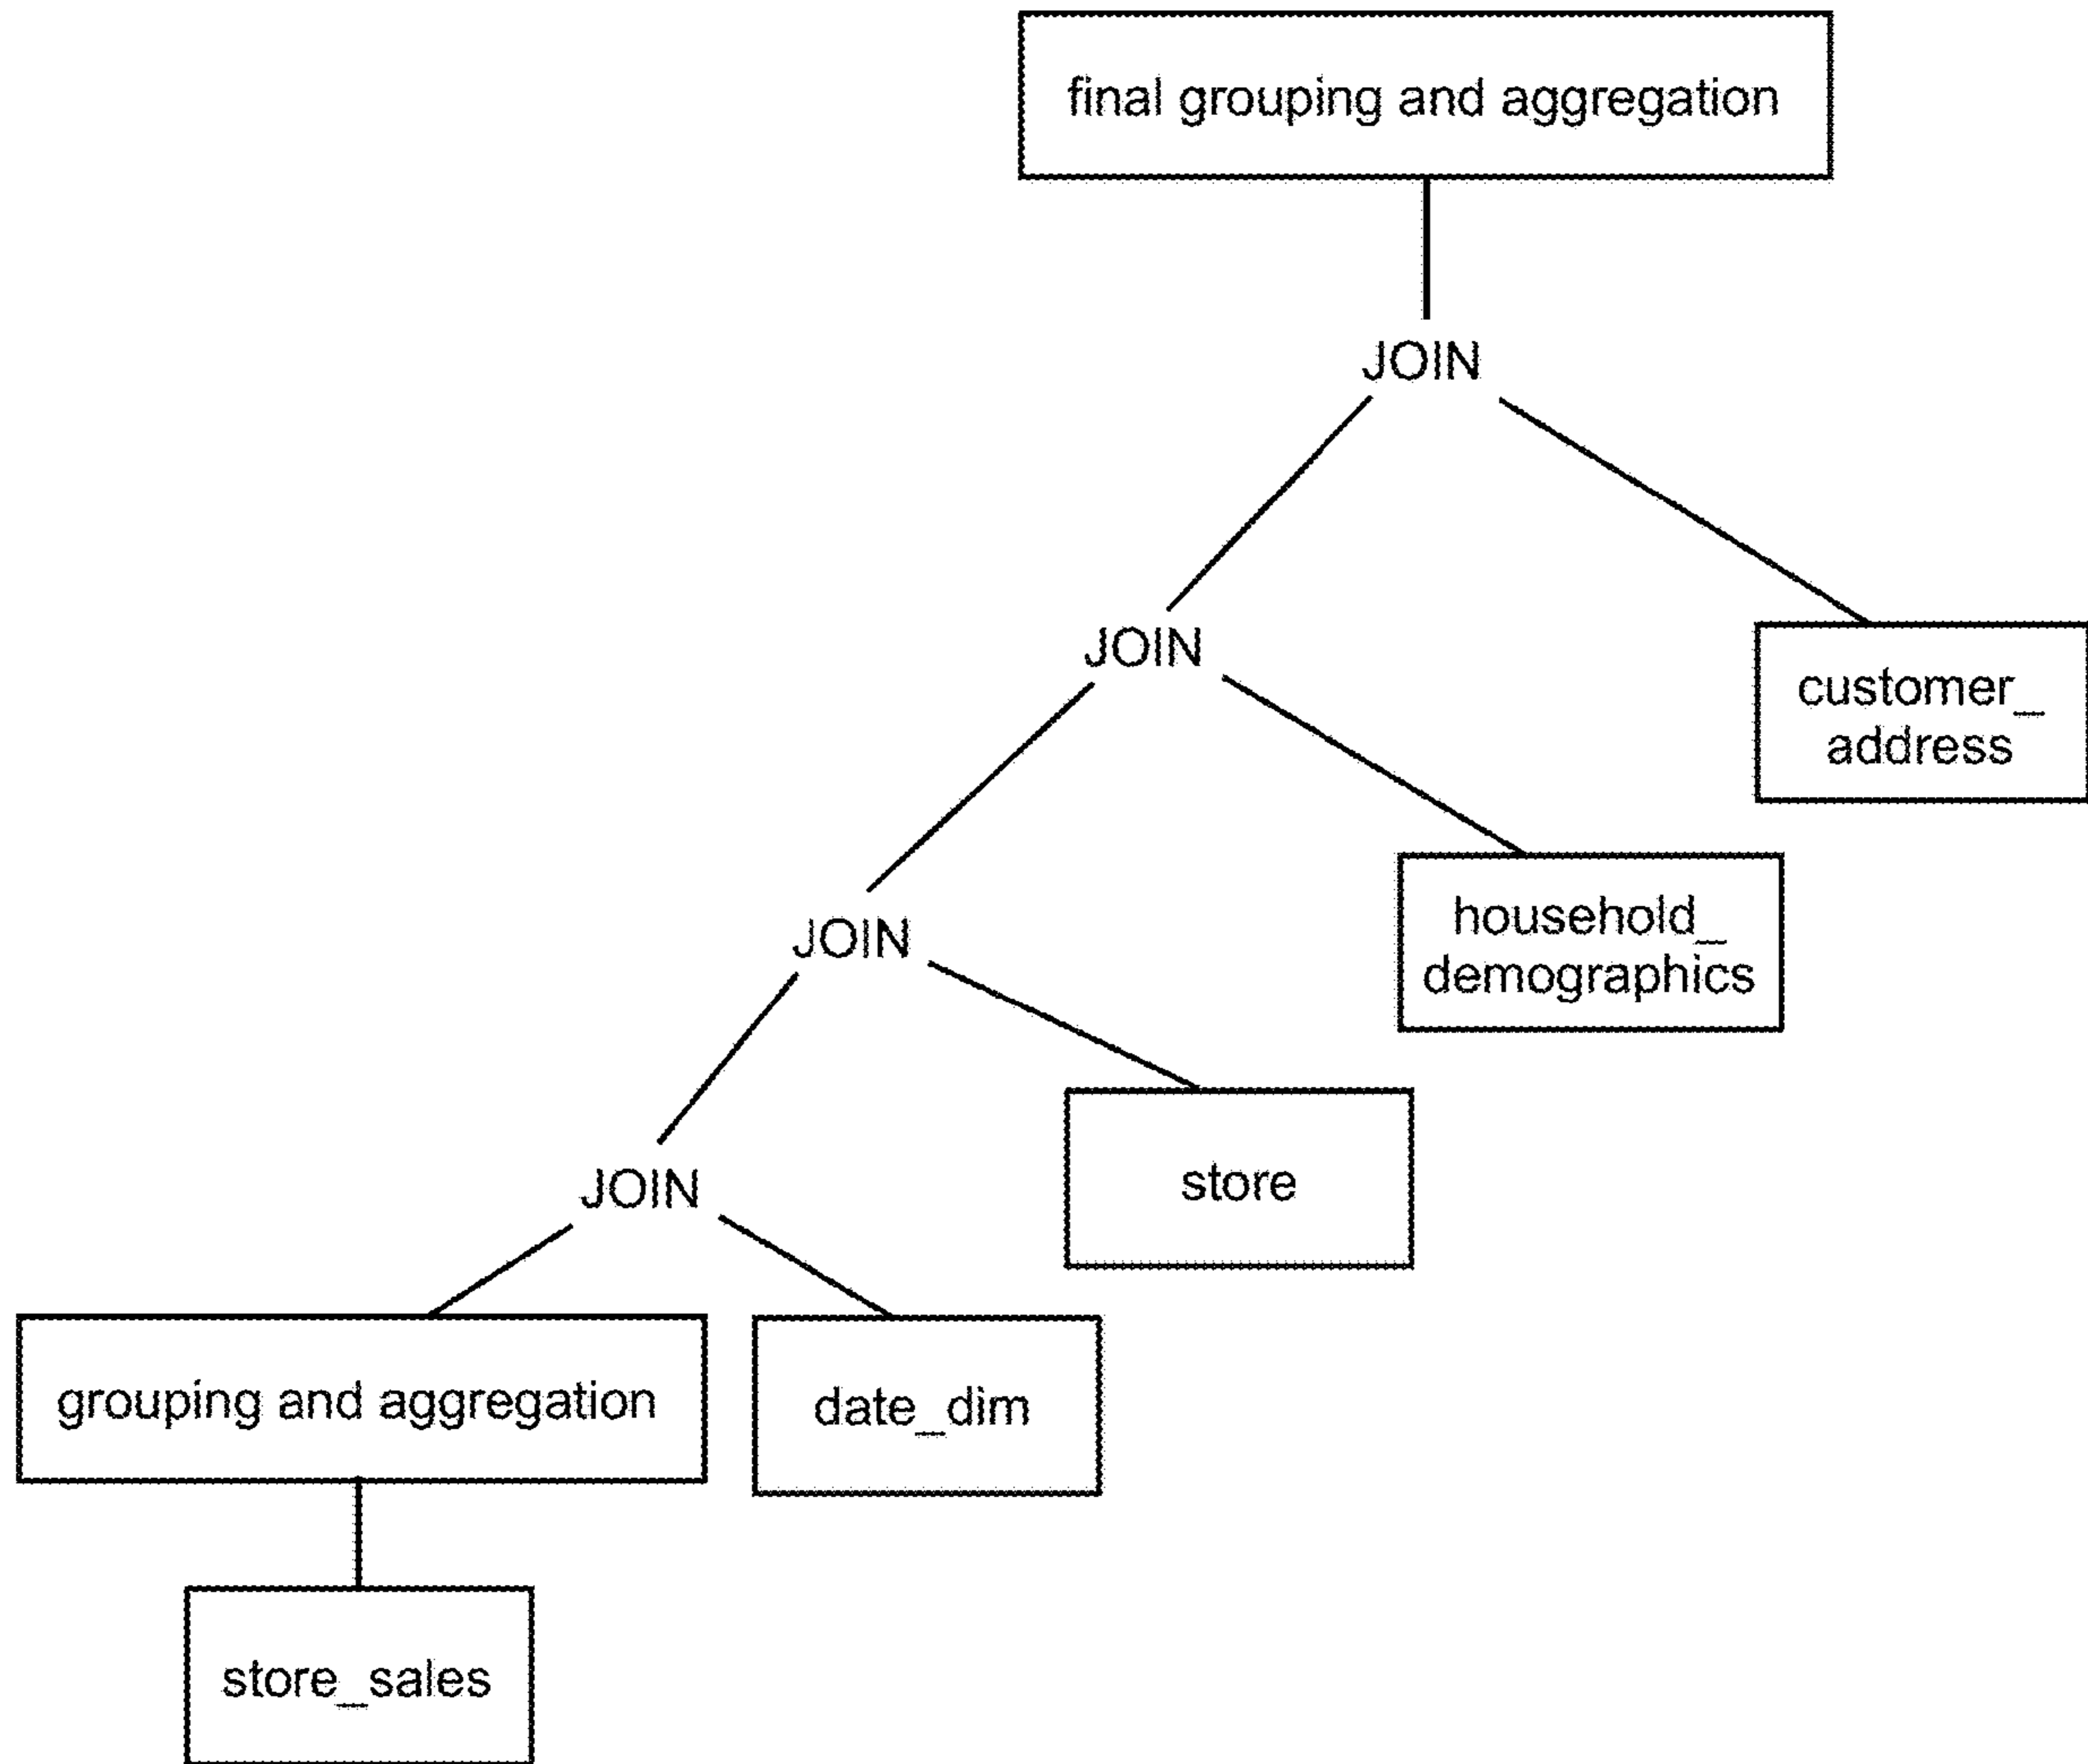 final grouping and aggregation
JOIN
JOIN
customer_
address
household_
demographics
JOIN
store
JOIN
grouping and aggregation
date_dim
store_sales